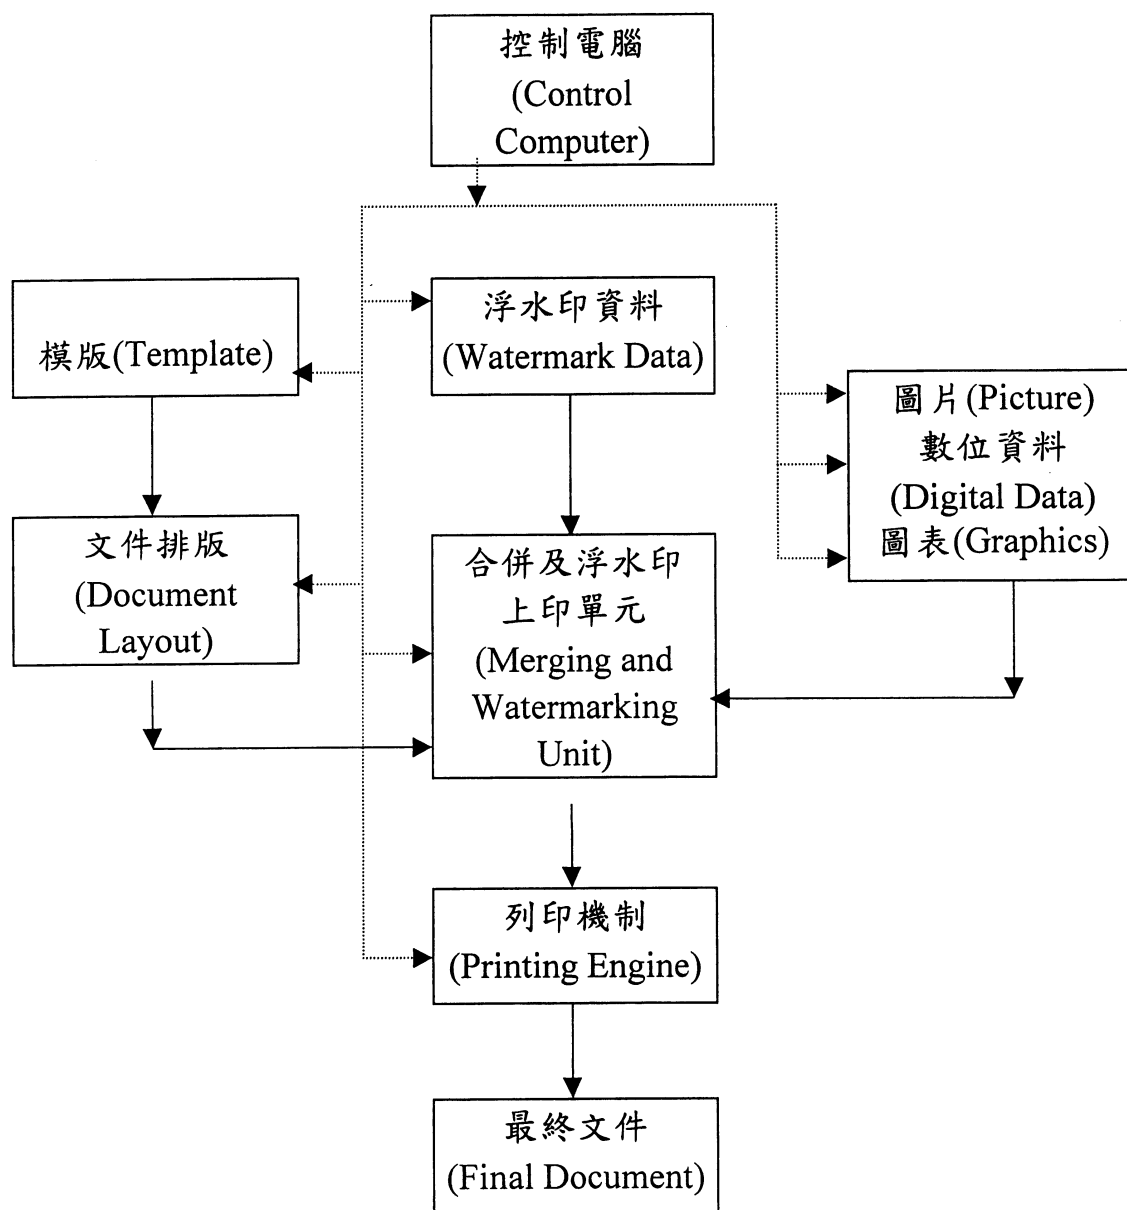 控制電腦
(Control
Computer)
浮水印資料
(Watermark Data)
模版(Template)
圖片(Picture)
數位資料
(Digital Data)
圖表(Graphics)
文件排版
(Document
Layout)
合併及浮水印
上印單元
(Merging and
Watermarking
Unit)
列印機制
(Printing Engine)
最終文件
(Final Document)